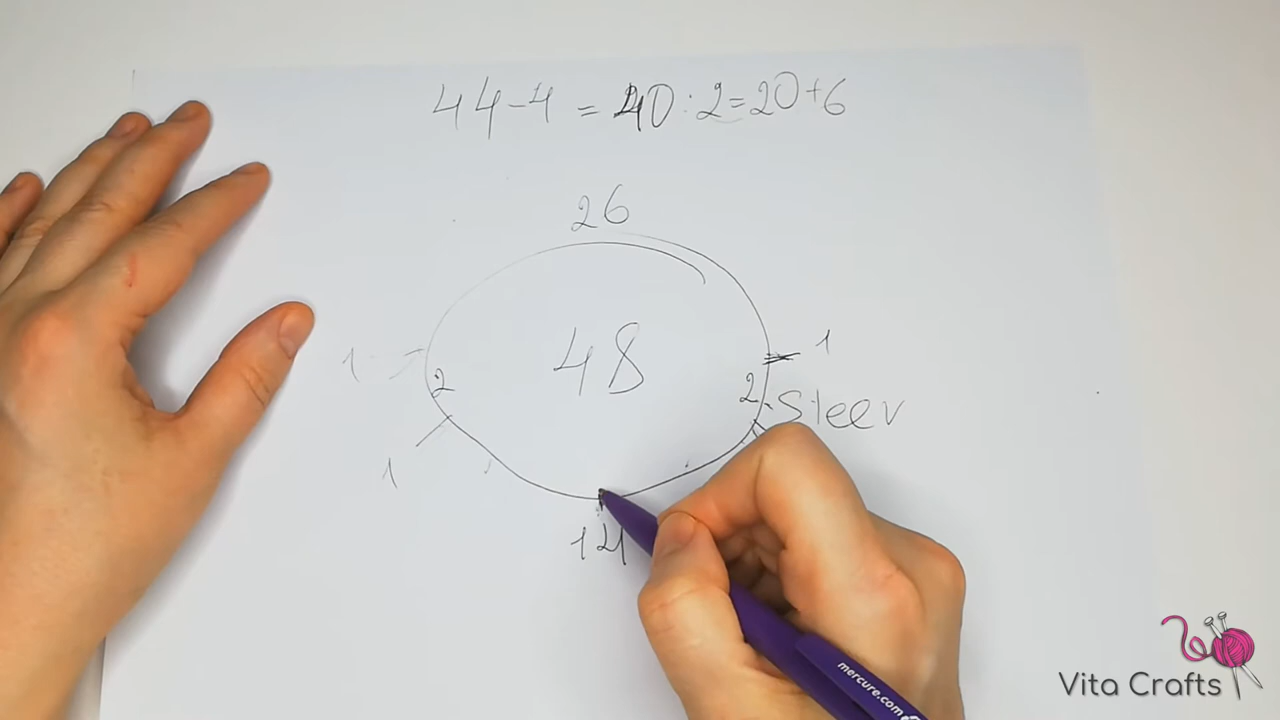 44-4 = 40:2=20+6
26
48
1 1
2 2
Sleev
1
14
mercure.com
Vita Crafts